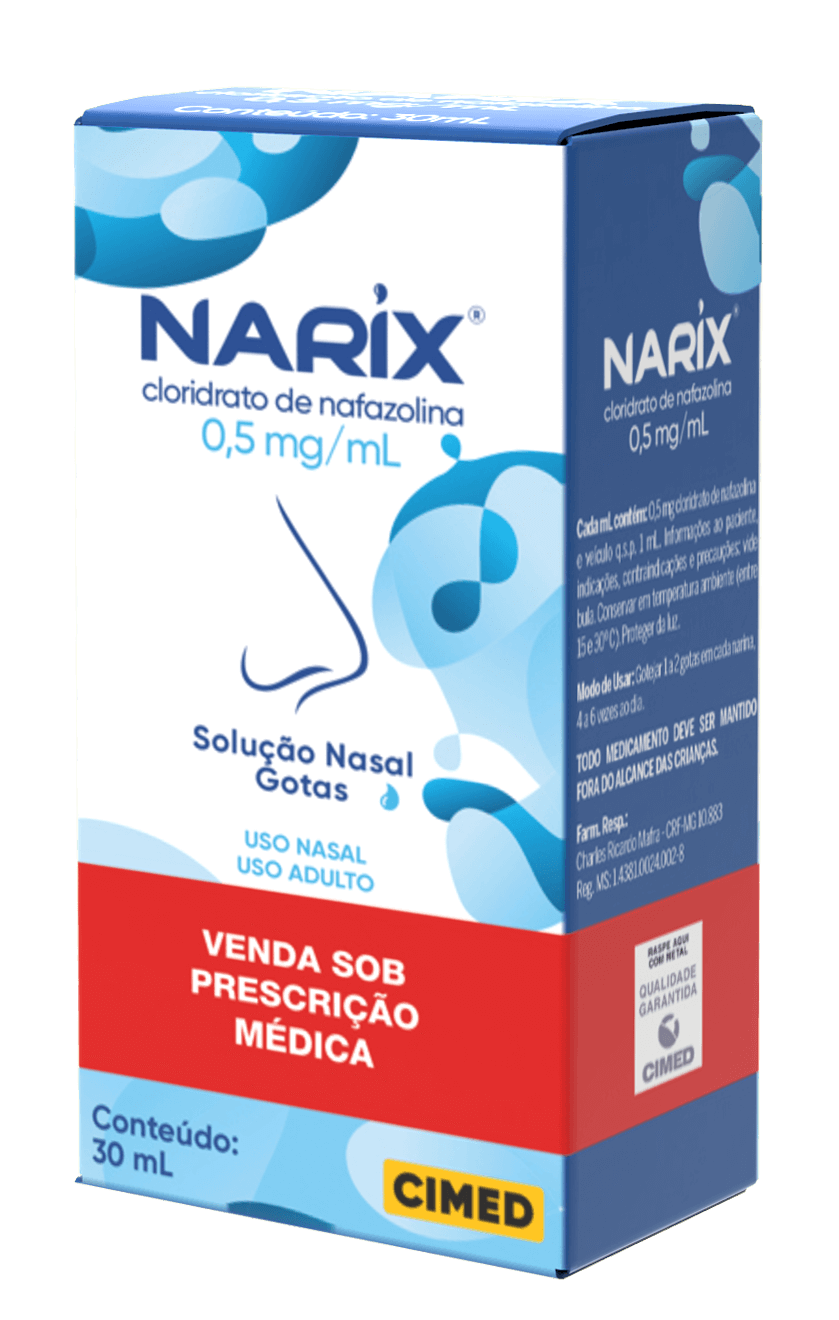 0,5 mg/ 1mL
Conteúdo: 30mL
NARIX®
cloridrato de nafazolina
0,5 mg/mL
Solução Nasal
Gotas
USO NASAL
USO ADULTO
VENDA SOB
PRESCRIÇÃO
MÉDICA
Conteúdo:
30 mL
CIMED
NARIX®
cloridrato de nafazolina
0,5 mg/mL
Cada mL contém: 0,5 mg cloridrato de nafazolina
e veículo q.s.p. 1 mL. Informações ao paciente,
indicações, contraindicações e precauções: vide
bula. Conservar em temperatura ambiente (entre
15 e 30°C). Proteger da luz.
Modo de Usar: Gotejar 1 a 2 gotas em cada narina,
4 a 6 vezes ao dia.
TODO MEDICAMENTO DEVE SER MANTIDO
FORA DO ALCANCE DAS CRIANÇAS.
Farm. Resp.:
Charles Ricardo Mafra - CRF-MG 10.883
Reg. MS: 1.4381.0024.002-8
RASPE AQUI
COM METAL
QUALIDADE
GARANTIDA
CIMED